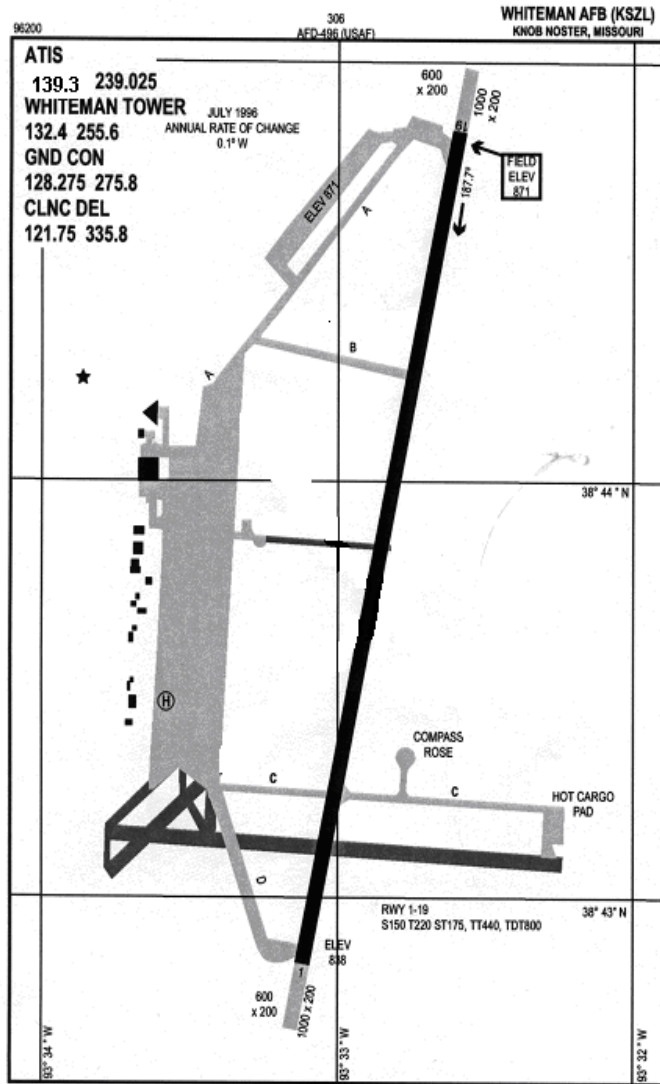 96200
306
AFD-496 (USAF)
WHITEMAN AFB (KSZL)
KNOB NOSTER, MISSOURI
ATIS
139.3 239.025
WHITEMAN TOWER
132.4 255.6
GND CON
128.275 275.8
CLNC DEL
121.75 335.8
JULY 1996
ANNUAL RATE OF CHANGE
0.1° W
600
x 200
1000
x 200
19
187.7°
FIELD
ELEV
871
ELEV 871
A
B
A
38° 44 ' N
H
COMPASS
ROSE
C
C
HOT CARGO
PAD
D
RWY 1-19
S150 T220 ST175, TT440, TDT800
38° 43' N
ELEV
838
1
600
x 200
1000 x 200
93° 34 ' W
93° 33 ' W
93° 32 ' W